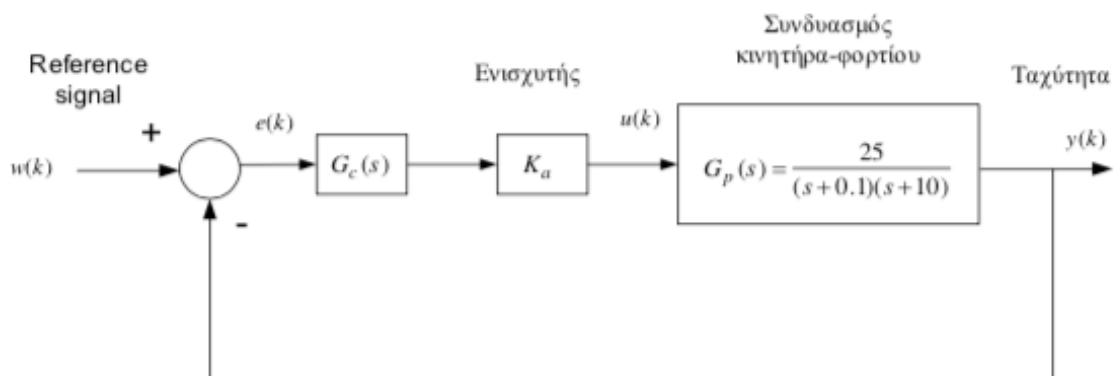 Συνδυασμός
κινητήρα-φορτίου
Reference
signal
Ενισχυτής
Ταχύτητα
+
e(k)
u(k)
y(k)
w(k)
G_c(s)
K_a
G_p(s) = 25 / ((s+0.1)(s+10))
-